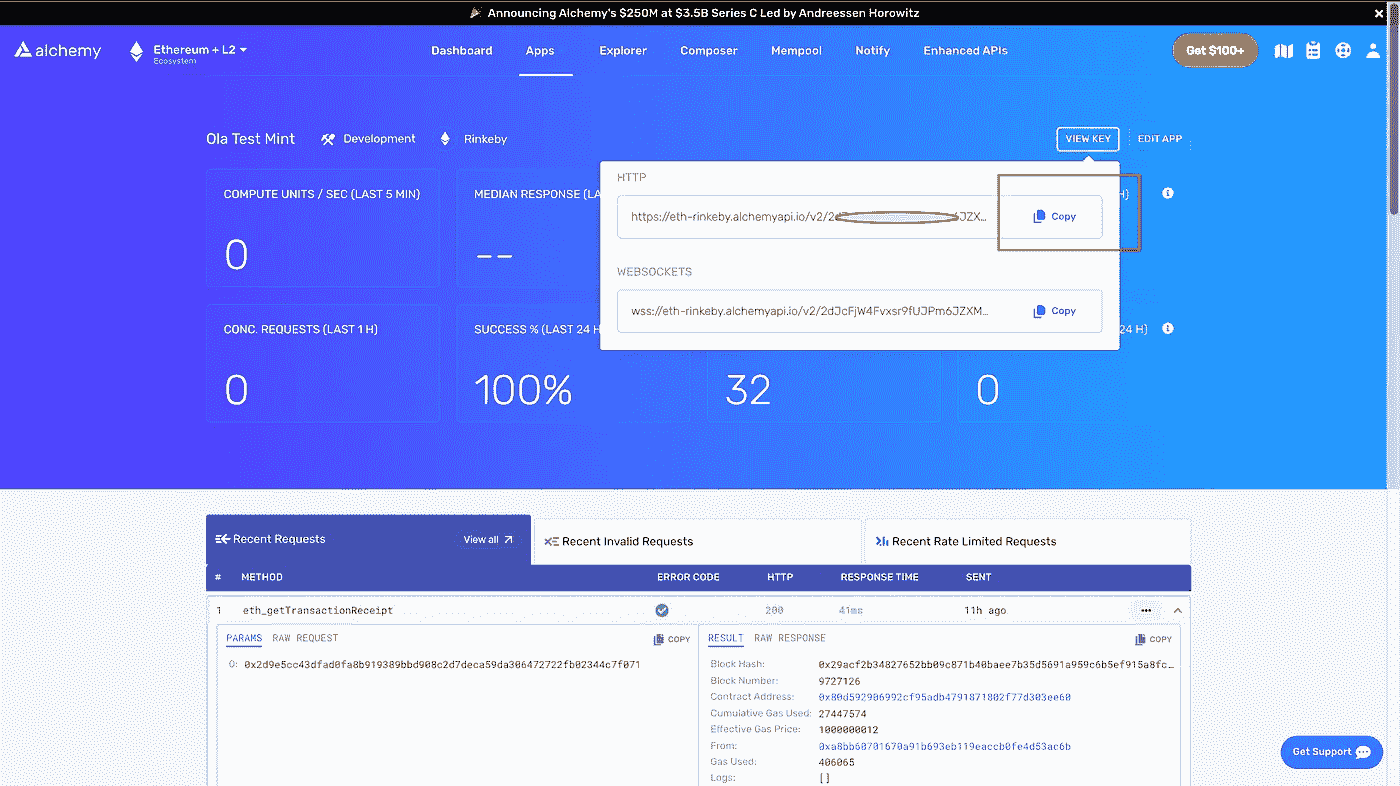 Announcing Alchemy's $250M at $3.5B Series C Led by Andreessen Horowitz
alchemy
Ethereum + L2
Ecosystem
Dashboard Apps Explorer Composer Mempool Notify Enhanced APIs
Get $100+
Ola Test Mint Development Rinkeby
VIEW KEY EDIT APP
HTTP
https://eth-rinkeby.alchemyapi.io/v2/2 JZX...
Copy
WEBSOCKETS
wss://eth-rinkeby.alchemyapi.io/v2/2dJcFjW4Fvxsr9fUJPm6JZXM...
Copy
COMPUTE UNITS / SEC (LAST 5 MIN)
0
MEDIAN RESPONSE (LA
--
H)
CONC. REQUESTS (LAST 1 H)
0
SUCCESS % (LAST 24 H
100%
32
24 H)
0
Recent Requests View all
Recent Invalid Requests
Recent Rate Limited Requests
# METHOD ERROR CODE HTTP RESPONSE TIME SENT
1 eth_getTransactionReceipt 200 41ms 11h ago
PARAMS RAW REQUEST COPY
0: 0x2d9e5cc43dfad0fa8b919389bbd908c2d7deca59da306472722fb02344c7f071
RESULT RAW RESPONSE COPY
Block Hash: 0x29acf2b34827652bb09c871b40baee7b35d5691a959c6b5ef915a8fc...
Block Number: 9727126
Contract Address: 0x80d592906992cf95adb4791871802f77d303ee60
Cumulative Gas Used: 27447574
Effective Gas Price: 1000000012
From: 0xa8bb60701670a91b693eb119eaccb0fe4d53ac6b
Gas Used: 406065
Logs: []
Get Support